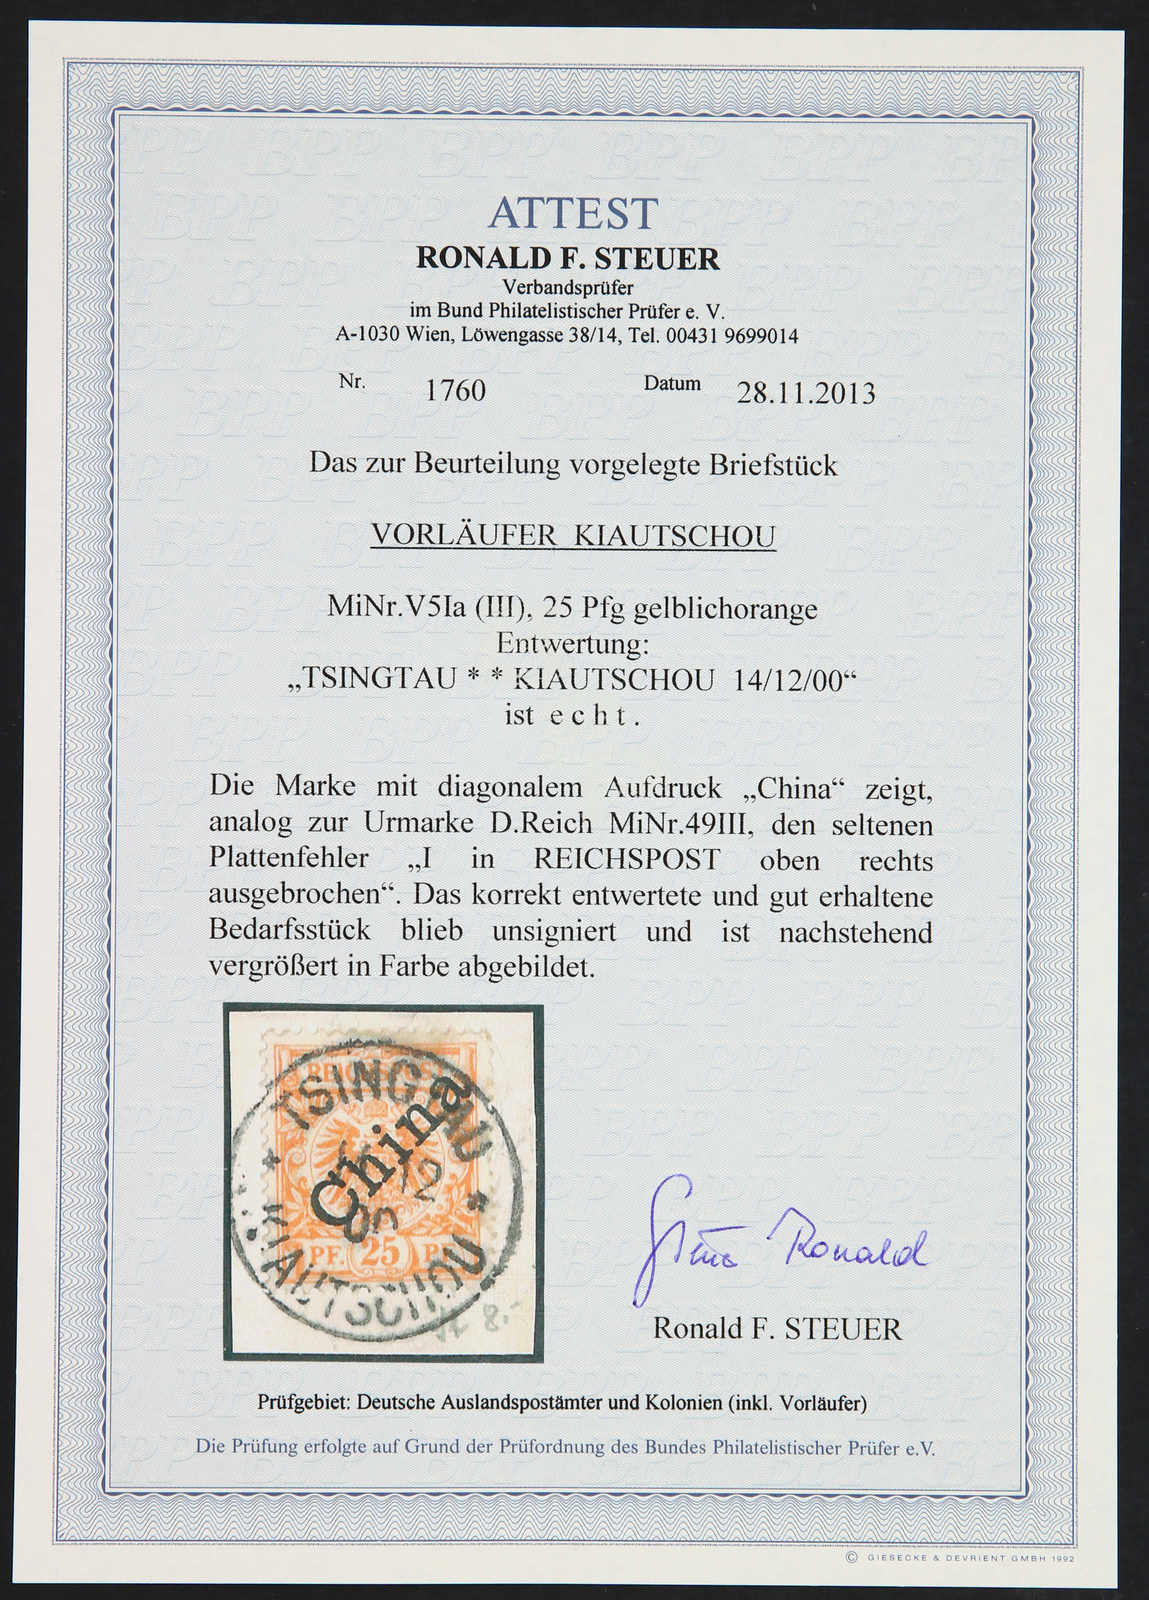 ATTEST
RONALD F. STEUER
Verbandsprüfer
im Bund Philatelistischer Prüfer e. V.
A-1030 Wien, Löwengasse 38/14, Tel. 00431 9699014
Nr. 1760 Datum 28.11.2013
Das zur Beurteilung vorgelegte Briefstück
VORLÄUFER KIAUTSCHOU
MiNr.V5Ia (III), 25 Pfg gelblichorange
Entwertung:
„TSINGTAU * * KIAUTSCHOU 14/12/00“
ist e c h t .
Die Marke mit diagonalem Aufdruck „China“ zeigt,
analog zur Urmarke D.Reich MiNr.49III, den seltenen
Plattenfehler „I in REICHSPOST oben rechts
ausgebrochen“. Das korrekt entwertete und gut erhaltene
Bedarfsstück blieb unsigniert und ist nachstehend
vergrößert in Farbe abgebildet.
TSINGTAU
China
12
00
PF. 25 P
KIAUTSCHOU
8.-
Ronald
Ronald F. STEUER
Prüfgebiet: Deutsche Auslandspostämter und Kolonien (inkl. Vorläufer)
Die Prüfung erfolgte auf Grund der Prüfordnung des Bundes Philatelistischer Prüfer e.V.
© GIESECKE & DEVRIENT GMBH 1992